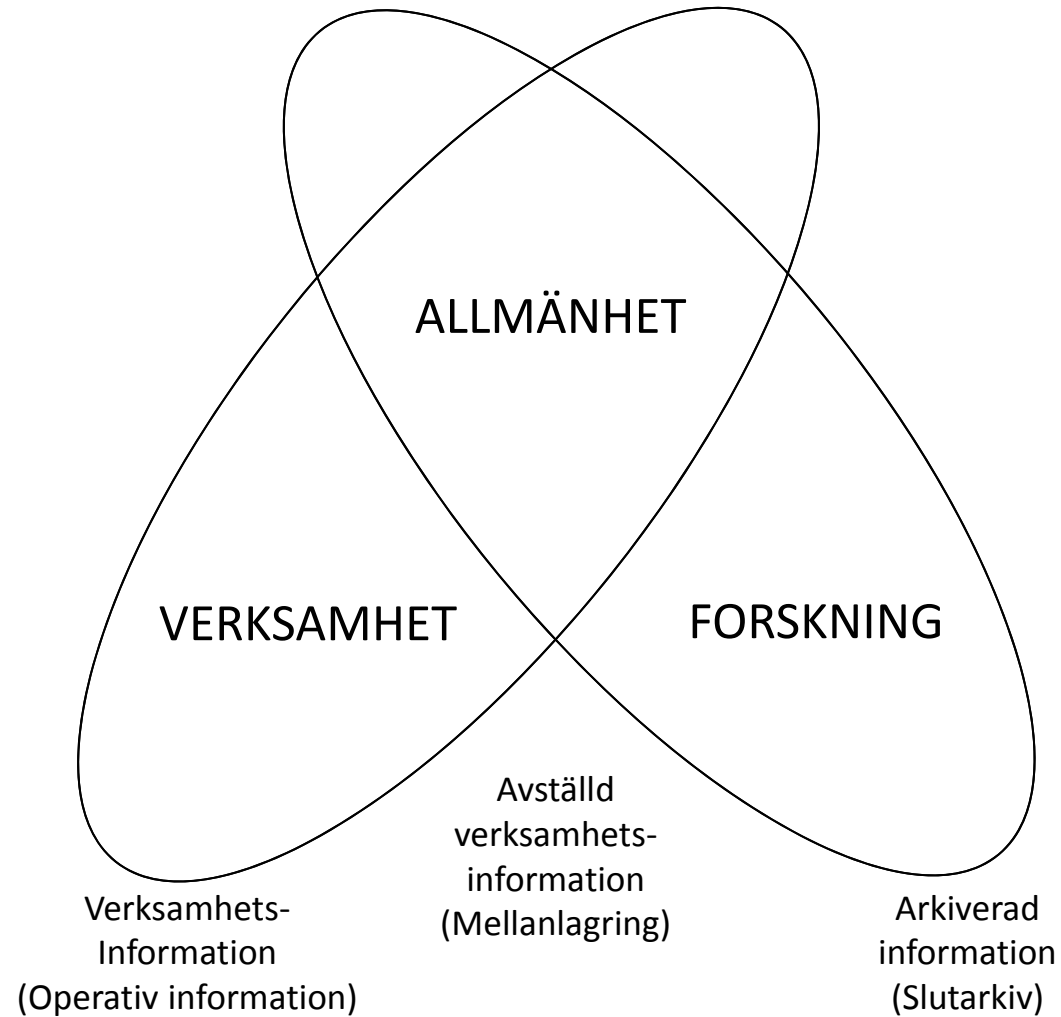 ALLMÄNHET
VERKSAMHET
FORSKNING
Avställd
verksamhets-
information
(Mellanlagring)
Verksamhets-
Information
(Operativ information)
Arkiverad
information
(Slutarkiv)